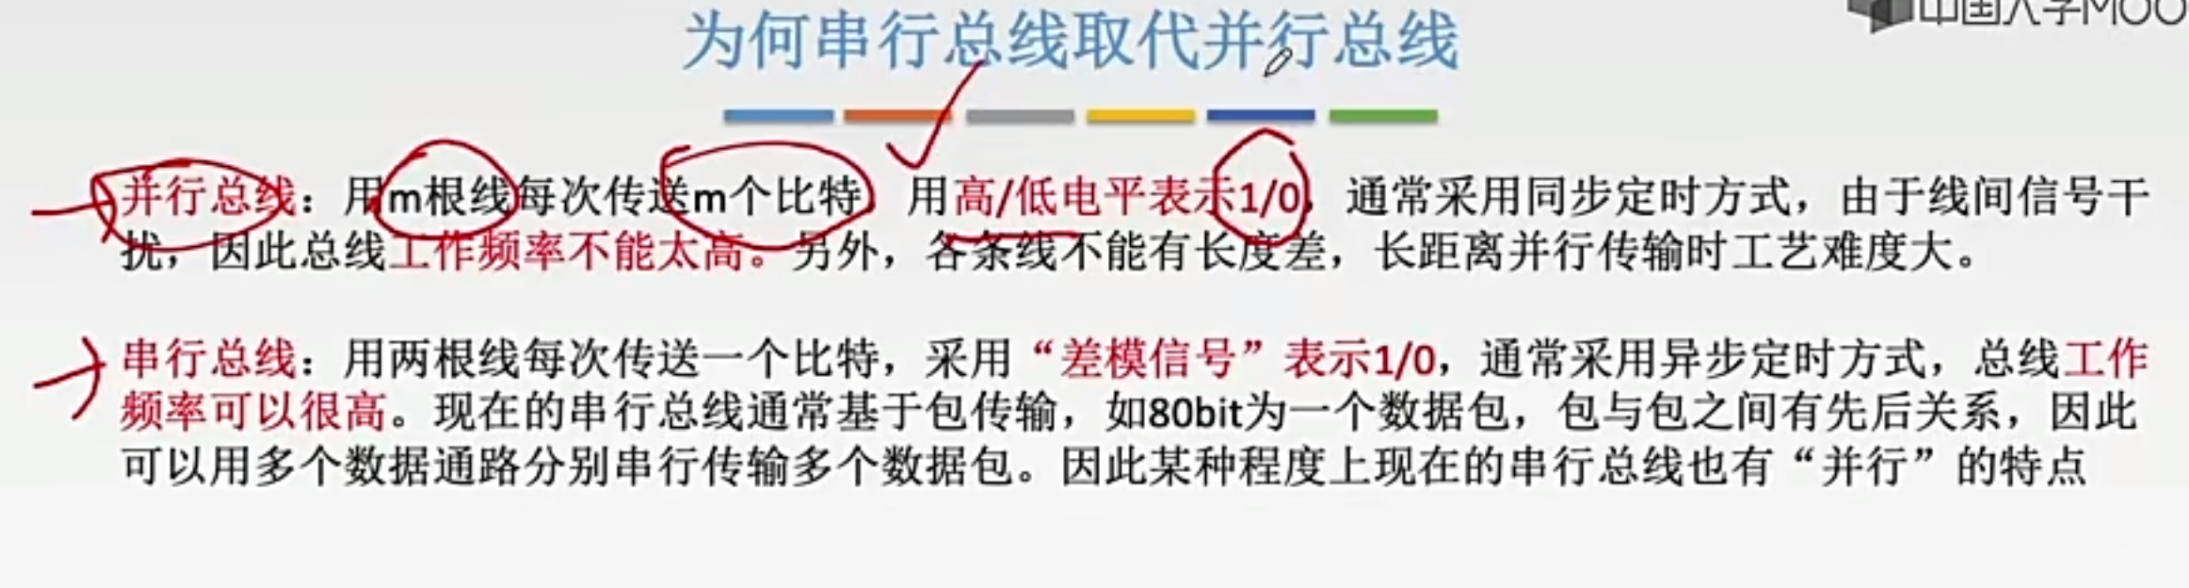 中国大学MOO
为何串行总线取代并行总线
并行总线：用m根线每次传送m个比特，用高/低电平表示1/0，通常采用同步定时方式，由于线间信号干
扰，因此总线工作频率不能太高。另外，各条线不能有长度差，长距离并行传输时工艺难度大。
串行总线：用两根线每次传送一个比特，采用“差模信号”表示1/0，通常采用异步定时方式，总线工作
频率可以很高。现在的串行总线通常基于包传输，如80bit为一个数据包，包与包之间有先后关系，因此
可以用多个数据通路分别串行传输多个数据包。因此某种程度上现在的串行总线也有“并行”的特点